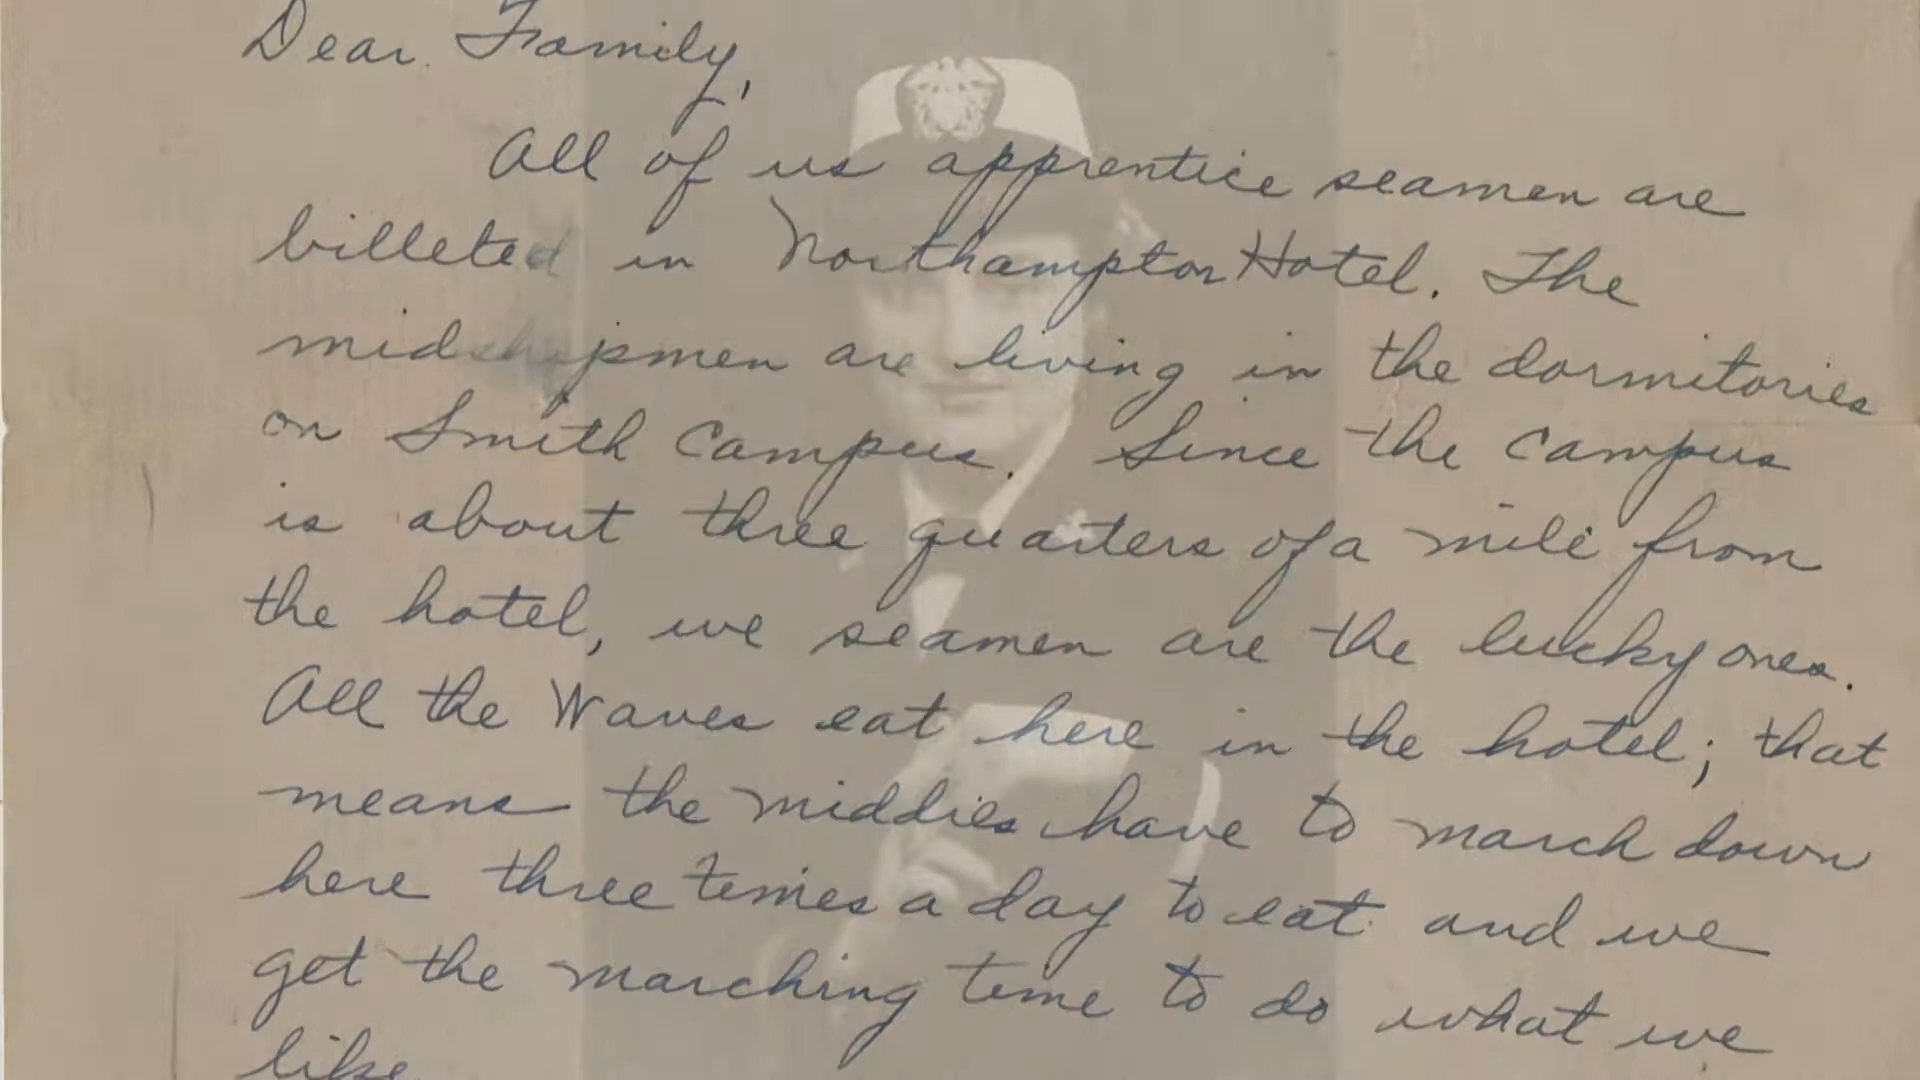 Dear Family,
All of us apprentice seamen are
billeted in Northampton Hotel. The
midshipmen are living in the dormitories
on Smith Campus. Since the campus
is about three quarters of a mile from
the hotel, we seamen are the lucky ones.
All the Waves eat here in the hotel; that
means the middies have to march down
here three times a day to eat and we
get the marching time to do what we
like